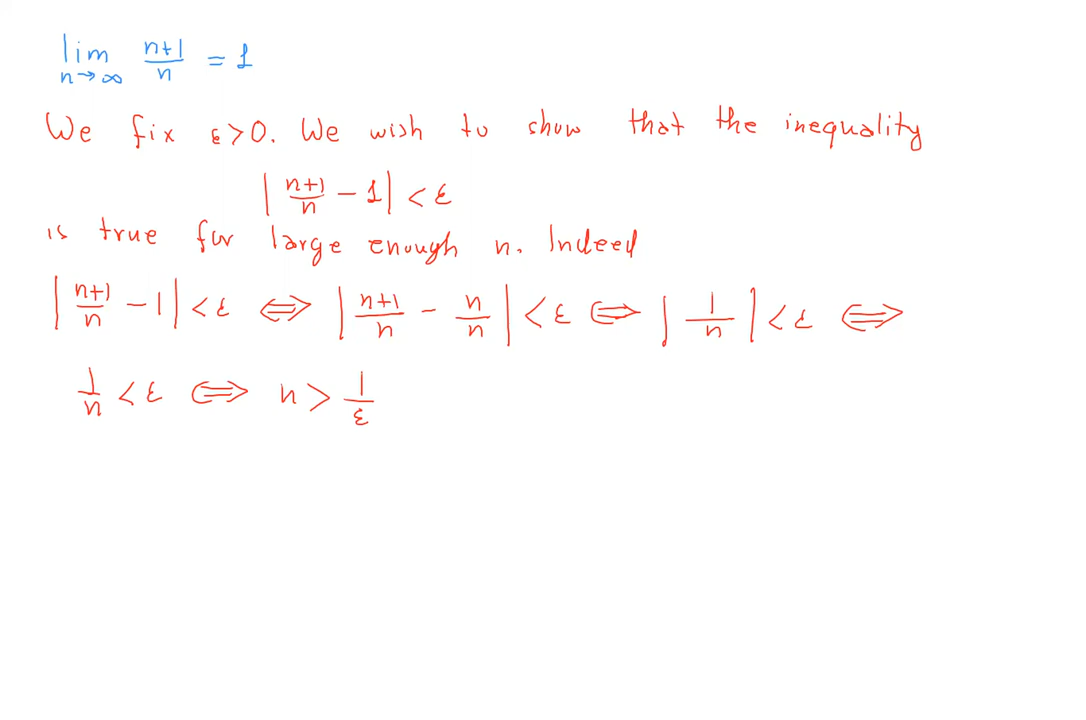 lim n→∞ (n+1)/n = 1
We fix ε>0. We wish to show that the inequality
| (n+1)/n − 1 | < ε
is true for large enough n. Indeed
| (n+1)/n − 1 | < ε ⟺ | (n+1)/n − n/n | < ε ⟺ | 1/n | < ε ⟺
1/n < ε ⟺ n > 1/ε